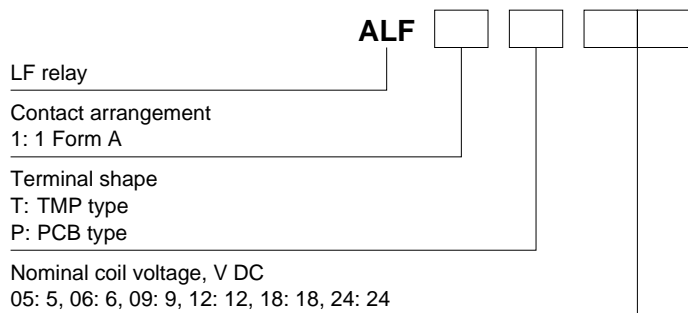 ALF
LF relay
Contact arrangement
1: 1 Form A
Terminal shape
T: TMP type
P: PCB type
Nominal coil voltage, V DC
05: 5, 06: 6, 09: 9, 12: 12, 18: 18, 24: 24